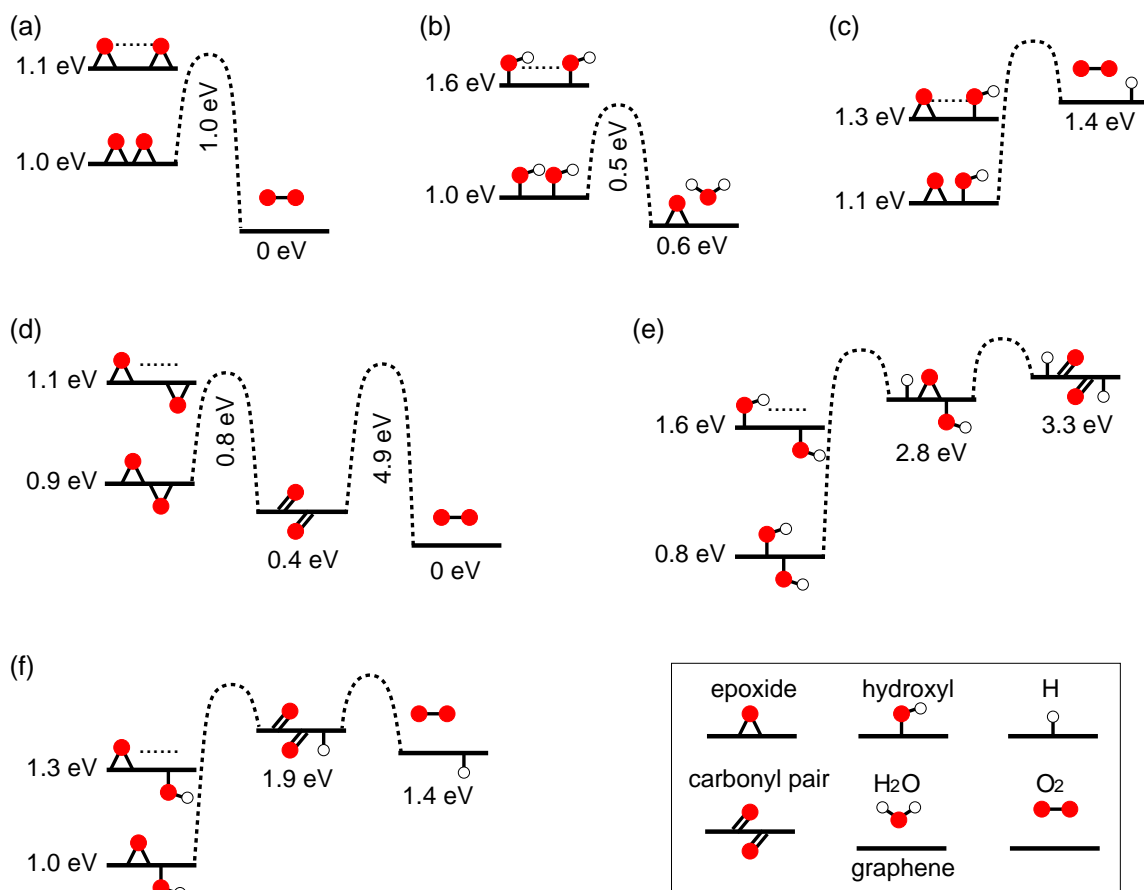 (a)
1.1 eV
1.0 eV
1.0 eV
0 eV
(b)
1.6 eV
1.0 eV
0.5 eV
0.6 eV
(c)
1.3 eV
1.1 eV
1.4 eV
(d)
1.1 eV
0.9 eV
0.8 eV
0.4 eV
4.9 eV
0 eV
(e)
1.6 eV
0.8 eV
2.8 eV
3.3 eV
(f)
1.3 eV
1.0 eV
1.9 eV
1.4 eV
epoxide hydroxyl H
carbonyl pair H2O O2
graphene